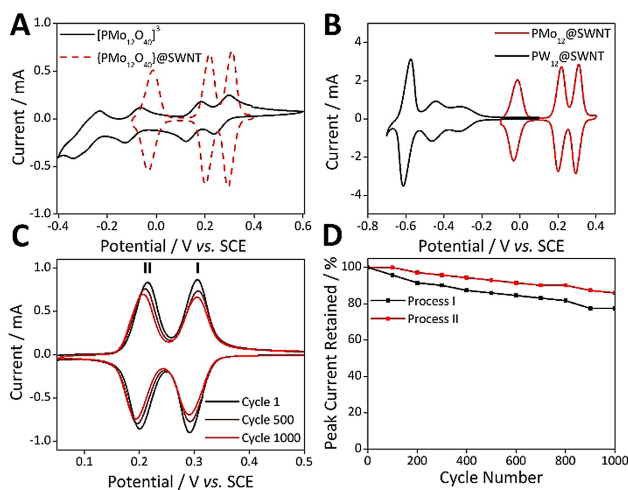 A
[PMo12O40]3
{PMo12O40}@SWNT
1.0
0.5
0.0
-0.5
-1.0
Current / mA
-0.4 -0.2 0.0 0.2 0.4 0.6
Potential / V vs. SCE
B
PMo12@SWNT
PW12@SWNT
4
2
0
-2
-4
Current / mA
-0.8 -0.6 -0.4 -0.2 0.0 0.2 0.4
Potential / V vs. SCE
C
II I
1.0
0.5
0.0
-0.5
-1.0
Current / mA
Cycle 1
Cycle 500
Cycle 1000
0.1 0.2 0.3 0.4 0.5
Potential / V vs. SCE
D
100
80
60
40
20
0
Peak Current Retained / %
Process I
Process II
0 200 400 600 800 1000
Cycle Number